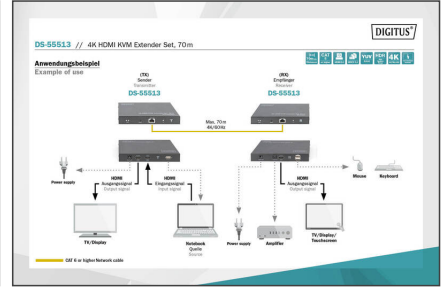 DIGITUS®
DS-55513 // 4K HDMI KVM Extender Set, 70m
Anwendungsbeispiel
Example of use
(TX)
Sender
Transmitter
DS-55513
(RX)
Empfänger
Receiver
DS-55513
Max. 70m
4K/60Hz
Power supply
HDMI
Ausgangssignal
Output signal
HDMI
Eingangssignal
Input signal
HDMI
Ausgangssignal
Output signal
Mouse
Keyboard
TV/Display
Notebook
Quelle
Source
Power supply
Amplifier
TV/Display/
Touchscreen
CAT 6 or higher Network cable